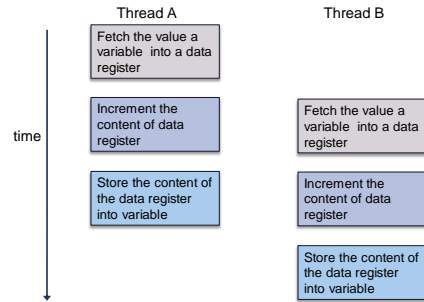 Thread A
Thread B
Fetch the value a
variable into a data
register
Increment the
content of data
register
Fetch the value a
variable into a data
register
time
Store the content of
the data register
into variable
Increment the
content of data
register
Store the content of
the data register
into variable